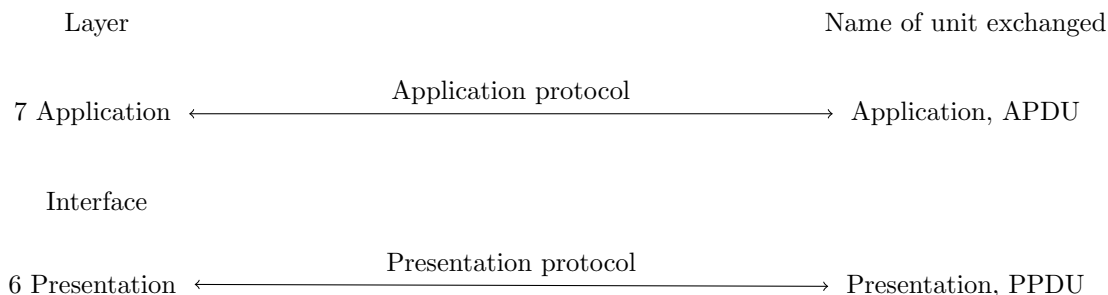 Layer Name of unit exchanged
Application protocol
7 Application Application, APDU
Interface
Presentation protocol
6 Presentation Presentation, PPDU